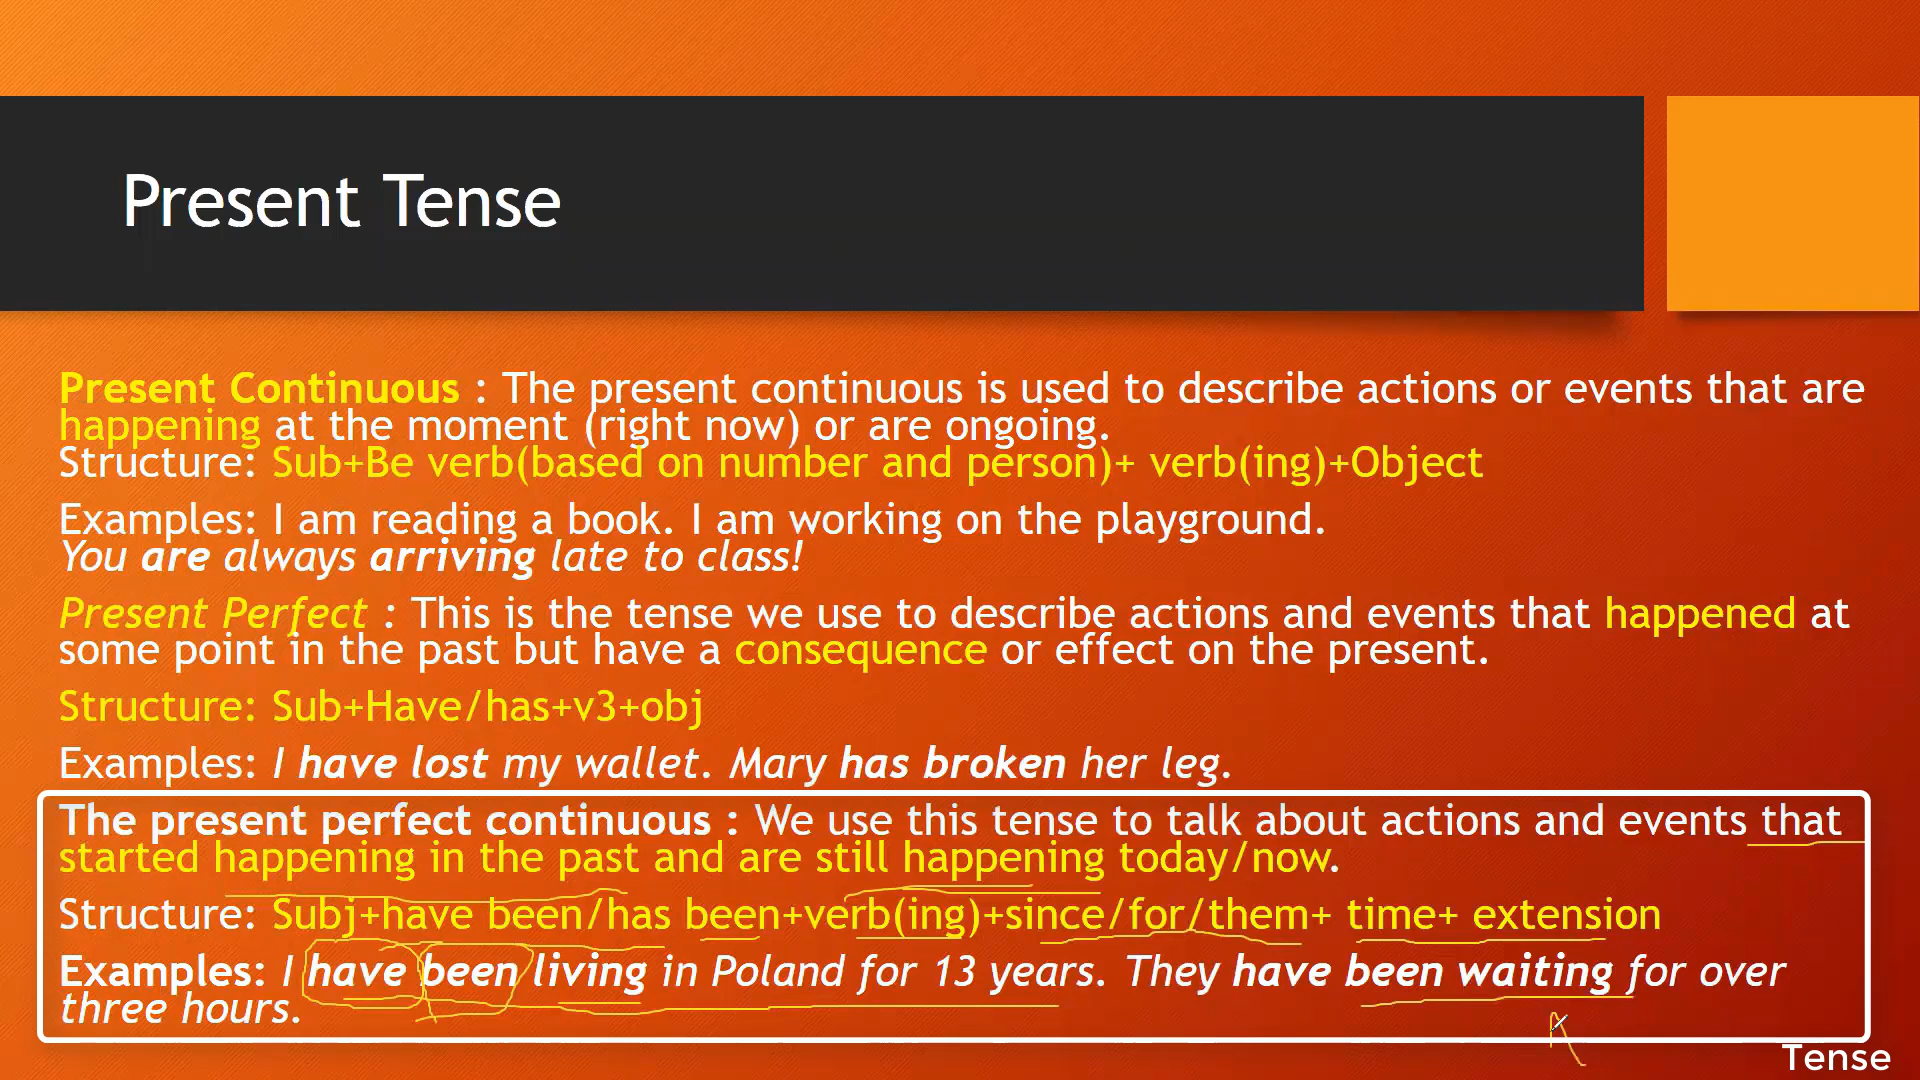 Present Tense
Present Continuous : The present continuous is used to describe actions or events that are
happening at the moment (right now) or are ongoing.
Structure: Sub+Be verb(based on number and person)+ verb(ing)+Object
Examples: I am reading a book. I am working on the playground.
You are always arriving late to class!
Present Perfect : This is the tense we use to describe actions and events that happened at
some point in the past but have a consequence or effect on the present.
Structure: Sub+Have/has+v3+obj
Examples: I have lost my wallet. Mary has broken her leg.
The present perfect continuous : We use this tense to talk about actions and events that
started happening in the past and are still happening today/now.
Structure: Subj+have been/has been+verb(ing)+since/for/them+ time+ extension
Examples: I have been living in Poland for 13 years. They have been waiting for over
three hours.
Tense